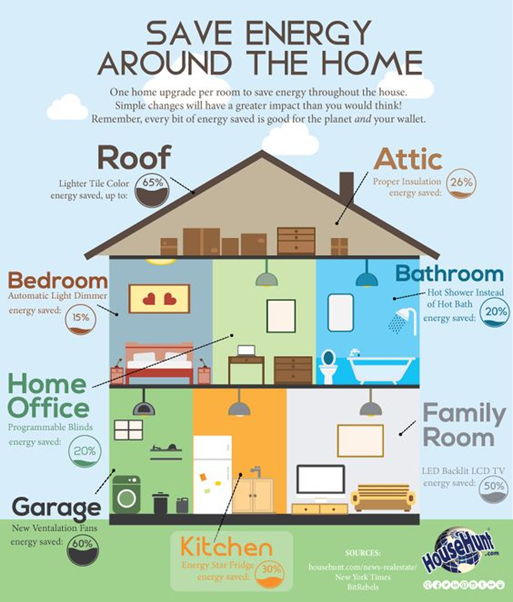 SAVE ENERGY
AROUND THE HOME
One home upgrade per room to save energy throughout the house.
Simple changes will have a greater impact than you would think!
Remember, every bit of energy saved is good for the planet and your wallet.
Roof
Lighter Tile Color
energy saved, up to:
65%
Attic
Proper Insulation
energy saved:
26%
Bedroom
Automatic Light Dimmer
energy saved:
15%
Bathroom
Hot Shower Instead
of Hot Bath
energy saved:
20%
Home
Office
Programmable Blinds
energy saved:
20%
Family
Room
LED Backlit LCD TV
energy saved:
50%
Garage
New Ventalation Fans
energy saved:
60%
Kitchen
Energy Star Fridge
energy saved:
30%
SOURCES:
househunt.com/news-realestate/
New York Times
BitRebels
HouseHunt
.com